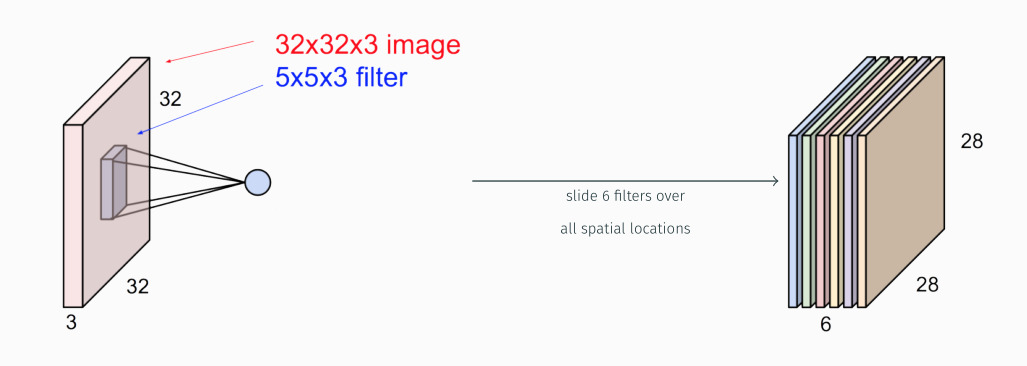 32x32x3 image
5x5x3 filter
32
32
3
slide 6 filters over
all spatial locations
28
28
6